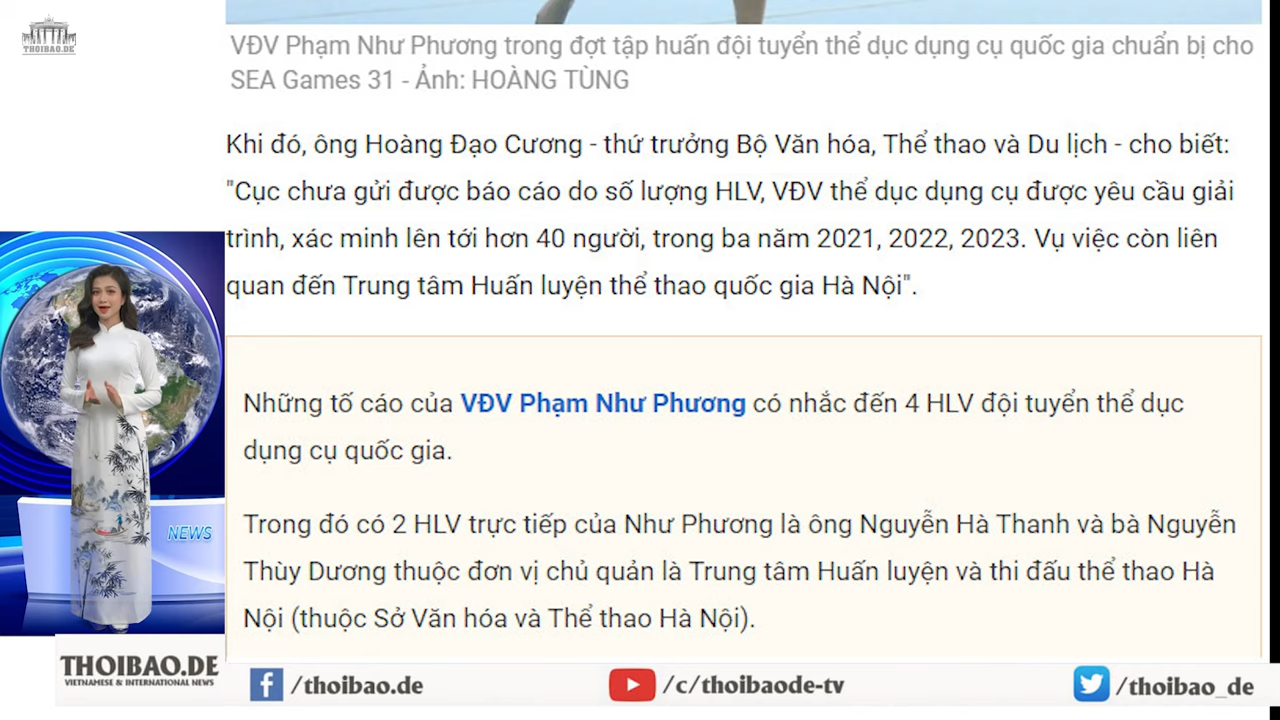 THOIBAO.DE
VĐV Phạm Như Phương trong đợt tập huấn đội tuyển thể dục dụng cụ quốc gia chuẩn bị cho
SEA Games 31 - Ảnh: HOÀNG TÙNG
Khi đó, ông Hoàng Đạo Cương - thứ trưởng Bộ Văn hóa, Thể thao và Du lịch - cho biết:
"Cục chưa gửi được báo cáo do số lượng HLV, VĐV thể dục dụng cụ được yêu cầu giải
trình, xác minh lên tới hơn 40 người, trong ba năm 2021, 2022, 2023. Vụ việc còn liên
quan đến Trung tâm Huấn luyện thể thao quốc gia Hà Nội".
Những tố cáo của VĐV Phạm Như Phương có nhắc đến 4 HLV đội tuyển thể dục
dụng cụ quốc gia.
Trong đó có 2 HLV trực tiếp của Như Phương là ông Nguyễn Hà Thanh và bà Nguyễn
Thùy Dương thuộc đơn vị chủ quản là Trung tâm Huấn luyện và thi đấu thể thao Hà
Nội (thuộc Sở Văn hóa và Thể thao Hà Nội).
NEWS
THOIBAO.DE
VIETNAMESE & INTERNATIONAL NEWS
/thoibao.de
/c/thoibaode-tv
/thoibao_de